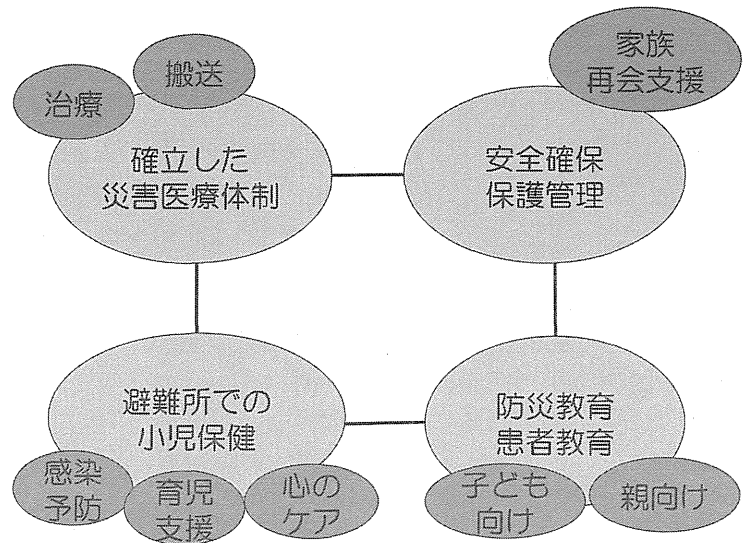 搬送
治療
確立した
災害医療体制
家族
再会支援
安全確保
保護管理
避難所での
小児保健
感染
予防
育児
支援
心の
ケア
防災教育
患者教育
子ども
向け
親向け